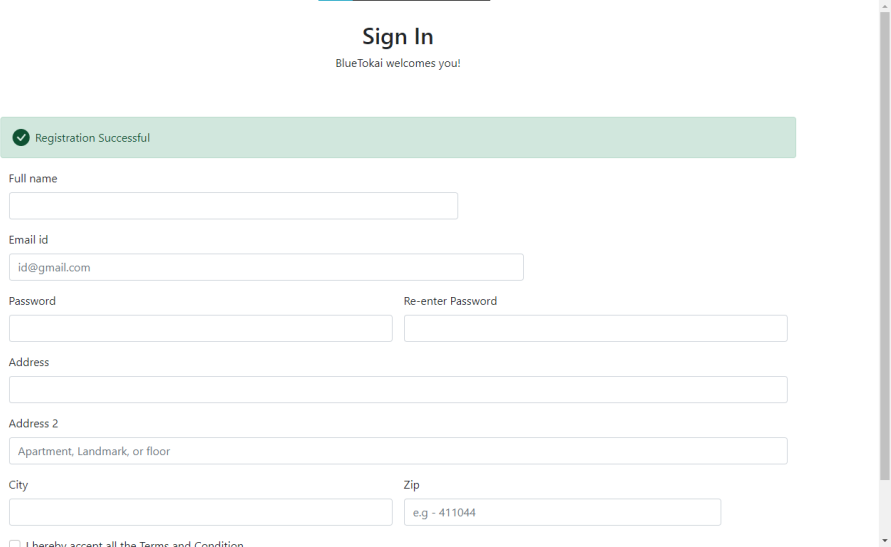 Sign In
BlueTokai welcomes you!
Registration Successful
Full name
Email id
id@gmail.com
Password Re-enter Password
Address
Address 2
Apartment, Landmark, or floor
City Zip
e.g - 411044
I hereby accept all the Terms and Condition